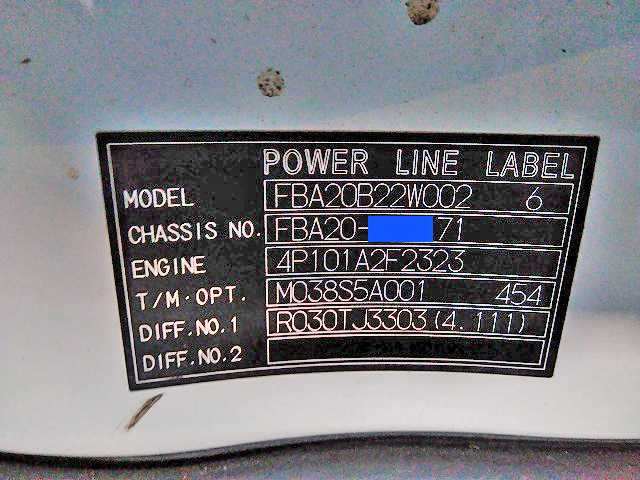 POWER LINE LABEL
MODEL FBA20B22W002 6
CHASSIS NO. FBA20- 71
ENGINE 4P101A2F2323
T/M·OPT. M038S5A001 454
DIFF.NO.1 R030TJ3303(4.111)
DIFF.NO.2